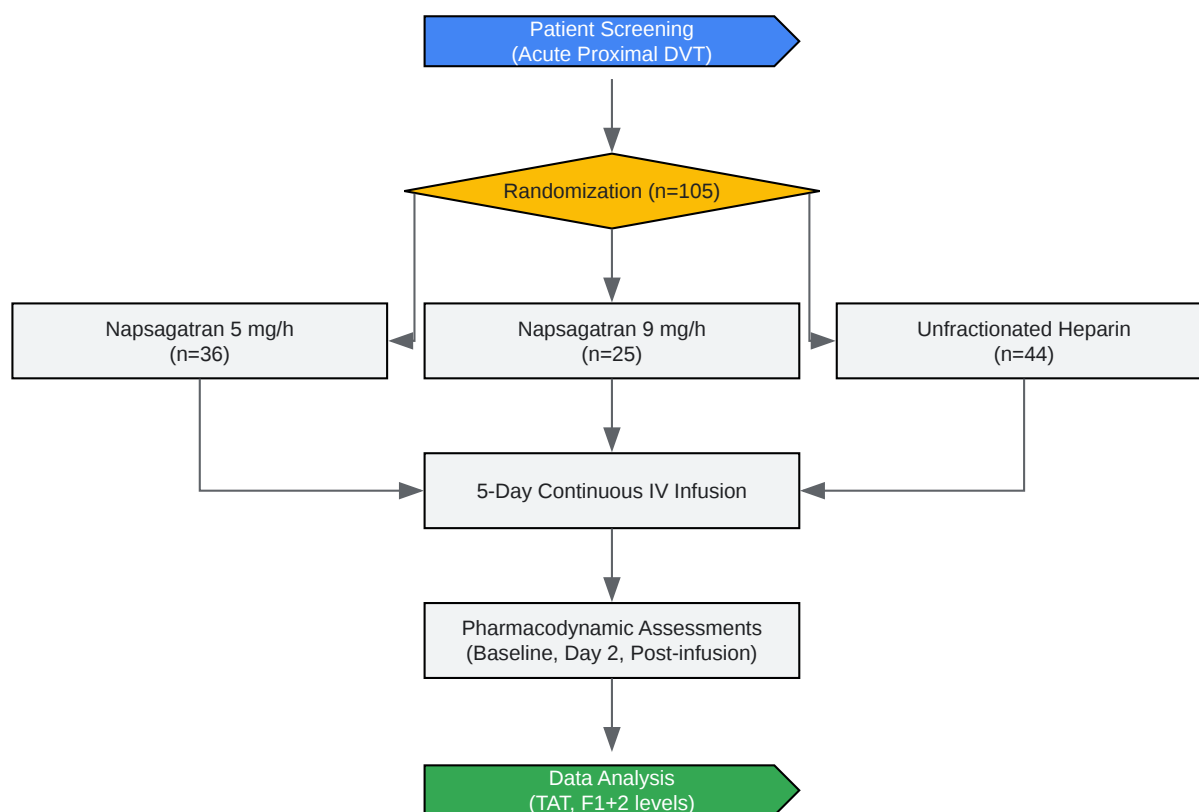 Patient Screening
(Acute Proximal DVT)
Randomization (n=105)
Napsagatran 5 mg/h
(n=36)
Napsagatran 9 mg/h
(n=25)
Unfractionated Heparin
(n=44)
5-Day Continuous IV Infusion
Pharmacodynamic Assessments
(Baseline, Day 2, Post-infusion)
Data Analysis
(TAT, F1+2 levels)